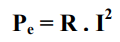 Pₑ = R . I²